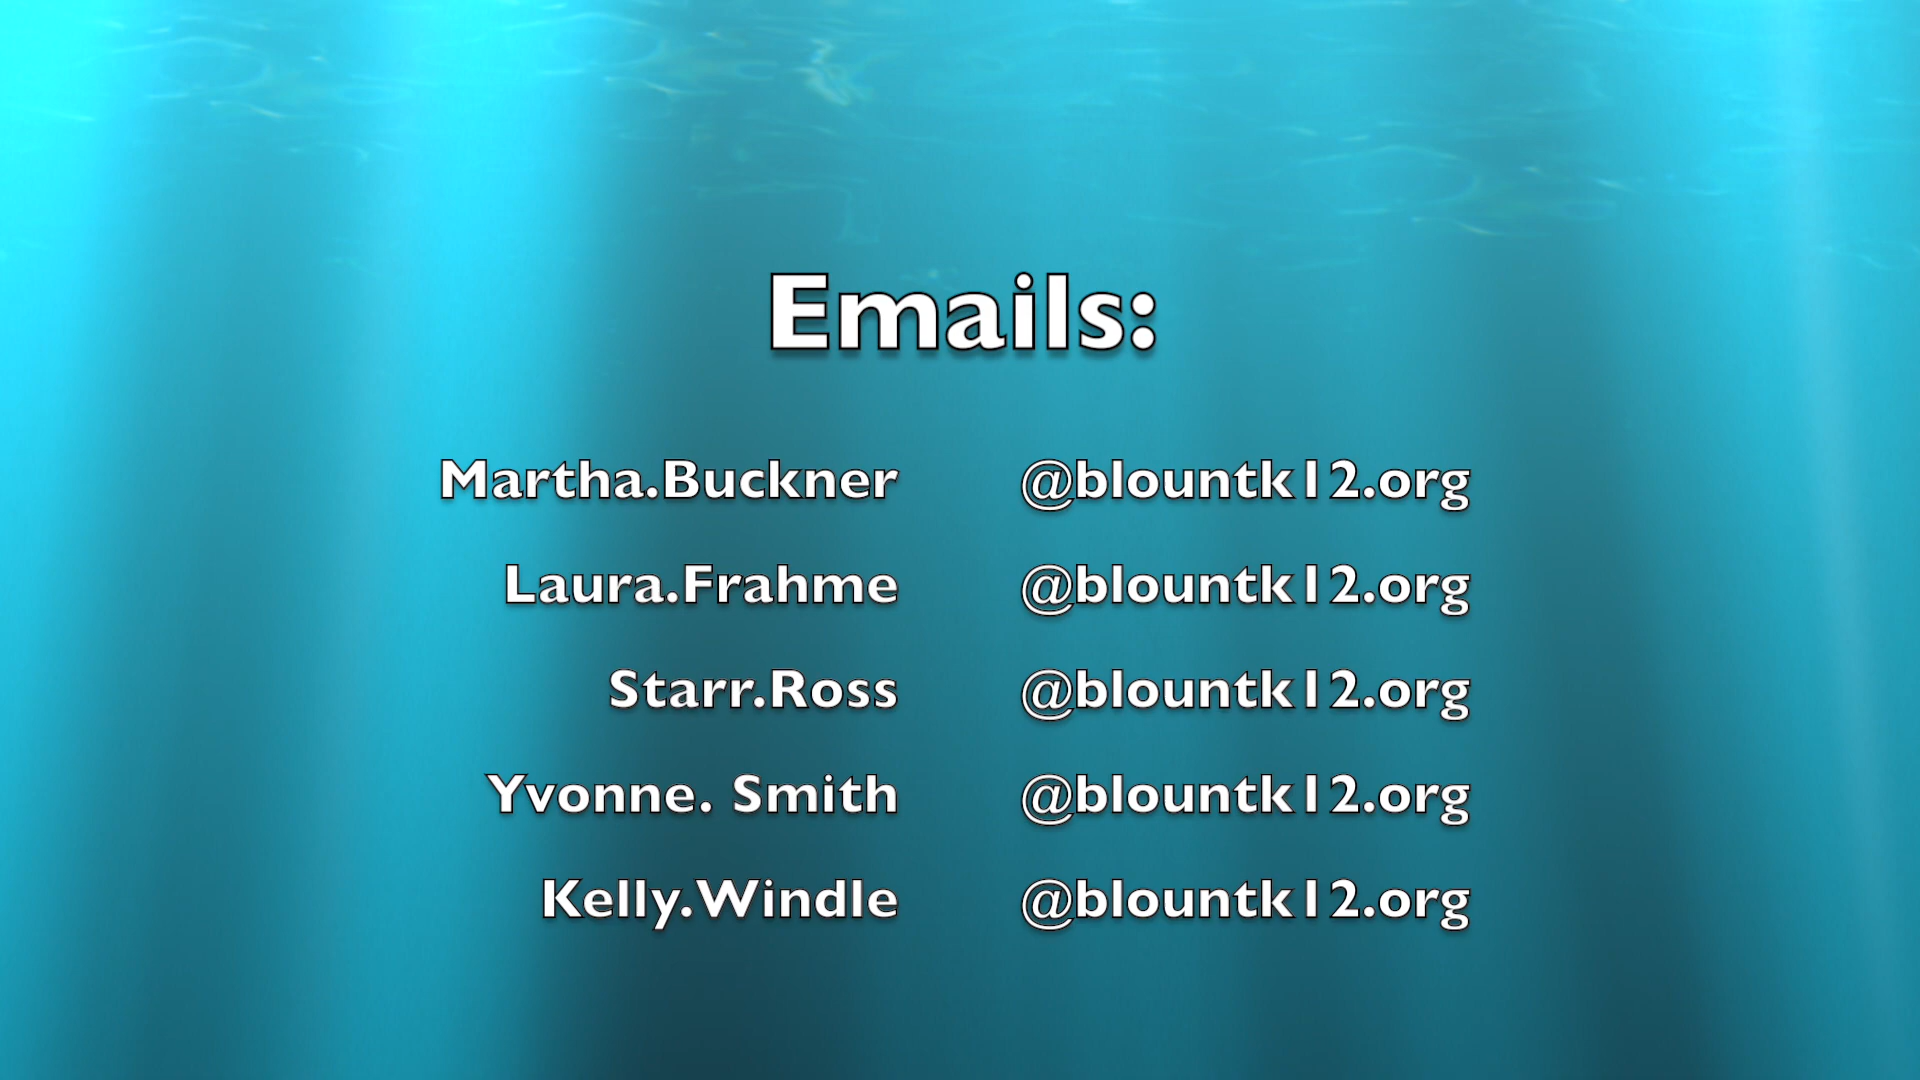 Emails:
Martha.Buckner @blountk12.org
Laura.Frahme @blountk12.org
Starr.Ross @blountk12.org
Yvonne. Smith @blountk12.org
Kelly.Windle @blountk12.org